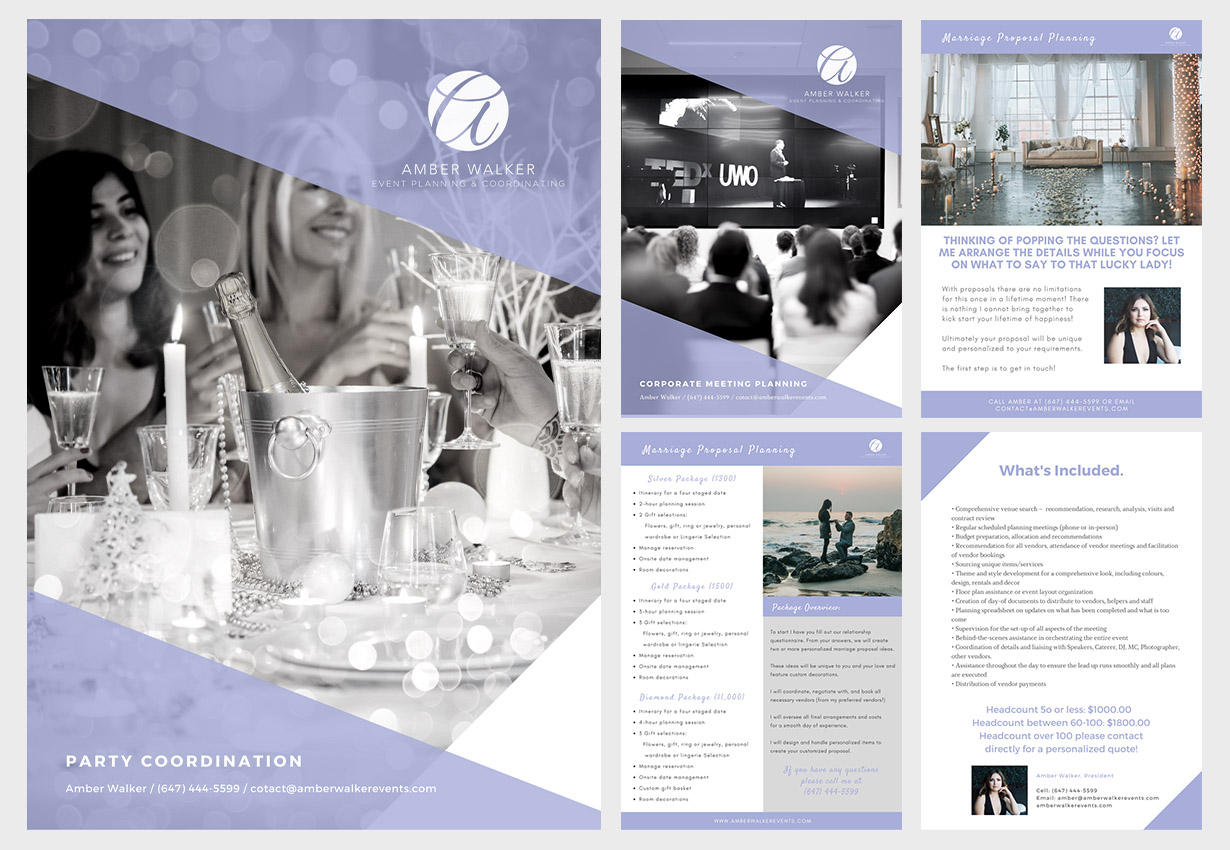 AMBER WALKER
EVENT PLANNING & COORDINATING
PARTY COORDINATION
Amber Walker / (647) 444-5599 / cotact@amberwalkerevents.com
AMBER WALKER
EVENT PLANNING & COORDINATING
TEDx UWO
CORPORATE MEETING PLANNING
Amber Walker / (647) 444-5599 / cotact@amberwalkerevents.com
Marriage Proposal Planning
THINKING OF POPPING THE QUESTIONS? LET
ME ARRANGE THE DETAILS WHILE YOU FOCUS
ON WHAT TO SAY TO THAT LUCKY LADY!
With proposals there are no limitations
for this once in a lifetime moment! There
is nothing I cannot bring together to
kick start your lifetime of happiness!
Ultimately your proposal will be unique
and personalized to your requirements.
The first step is to get in touch!
CALL AMBER AT (647) 444-5599 OR EMAIL
CONTACT@AMBERWALKEREVENTS.COM
Marriage Proposal Planning
Silver Package ($300)
• Itinerary for a four staged date
• 2-hour planning session
• 2 Gift selections:
Flowers, gift, ring or jewelry, personal
wardrobe or Lingerie Selection
• Manage reservation
• Onsite date management
• Room decorations
Gold Package ($500)
• Itinerary for a four staged date
• 3-hour planning session
• 3 Gift selections:
Flowers, gift, ring or jewelry, personal
wardrobe or lingerie Selection
• Manage reservation
• Onsite date management
• Room decorations
Diamond Package ($1,000)
• Itinerary for a four staged date
• 4-hour planning session
• 3 Gift selections:
Flowers, gift, ring or jewelry, personal
wardrobe or lingerie Selection
• Manage reservation
• Onsite date management
• Custom gift basket
• Room decorations
Package Overview:
To start I have you fill out our relationship
questionnaire. From your answers, we will create
two or more personalized marriage proposal ideas.
These ideas will be unique to you and your love and
feature custom decorations.
I will coordinate, negotiate with, and book all
necessary vendors (from my preferred vendors!)
I will oversee all final arrangements and costs
for a smooth day of experience.
I will design and handle personalized items to
create your customized proposal.
If you have any questions
please call me at
(647) 444-5599
WWW.AMBERWALKEREVENTS.COM
What's Included.
• Comprehensive venue search – recommendation, research, analysis, visits and
contract review
• Regular scheduled planning meetings (phone or in-person)
• Budget preparation, allocation and recommendations
• Recommendation for all vendors, attendance of vendor meetings and facilitation
of vendor bookings
• Sourcing unique items/services
• Theme and style development for a comprehensive look, including colours,
design, rentals and decor
• Floor plan assistance or event layout organization
• Creation of day-of documents to distribute to vendors, helpers and staff
• Planning spreadsheet on updates on what has been completed and what is too
come
• Supervision for the set-up of all aspects of the meeting
• Behind-the-scenes assistance in orchestrating the entire event
• Coordination of details and liaising with Speakers, Caterer, DJ, MC, Photographer,
other vendors.
• Assistance throughout the day to ensure the lead up runs smoothly and all plans
are executed
• Distribution of vendor payments
Headcount 5o or less: $1000.00
Headcount between 60-100: $1800.00
Headcount over 100 please contact
directly for a personalized quote!
Amber Walker, President
Cell: (647) 444-5599
Email: amber@amberwalkerevents.com
amberwalkerevents.com